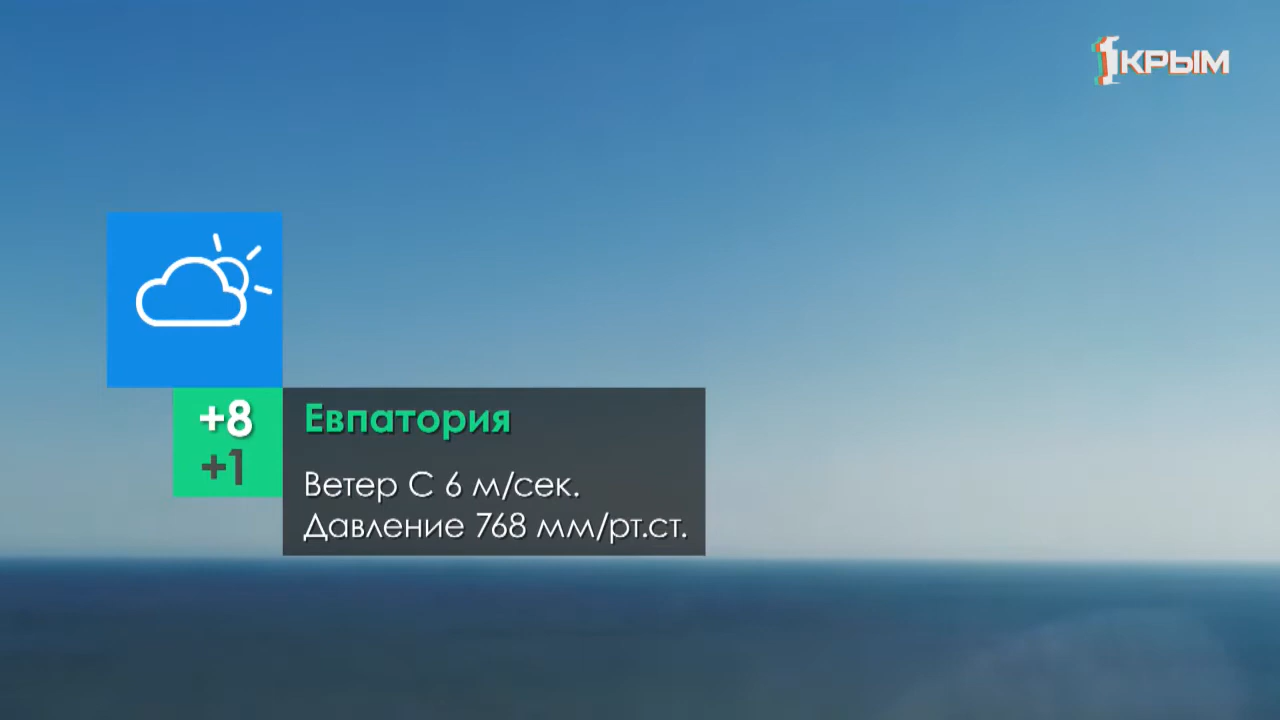 1КРЫМ
+8
+1
Евпатория
Ветер С 6 м/сек.
Давление 768 мм/рт.ст.